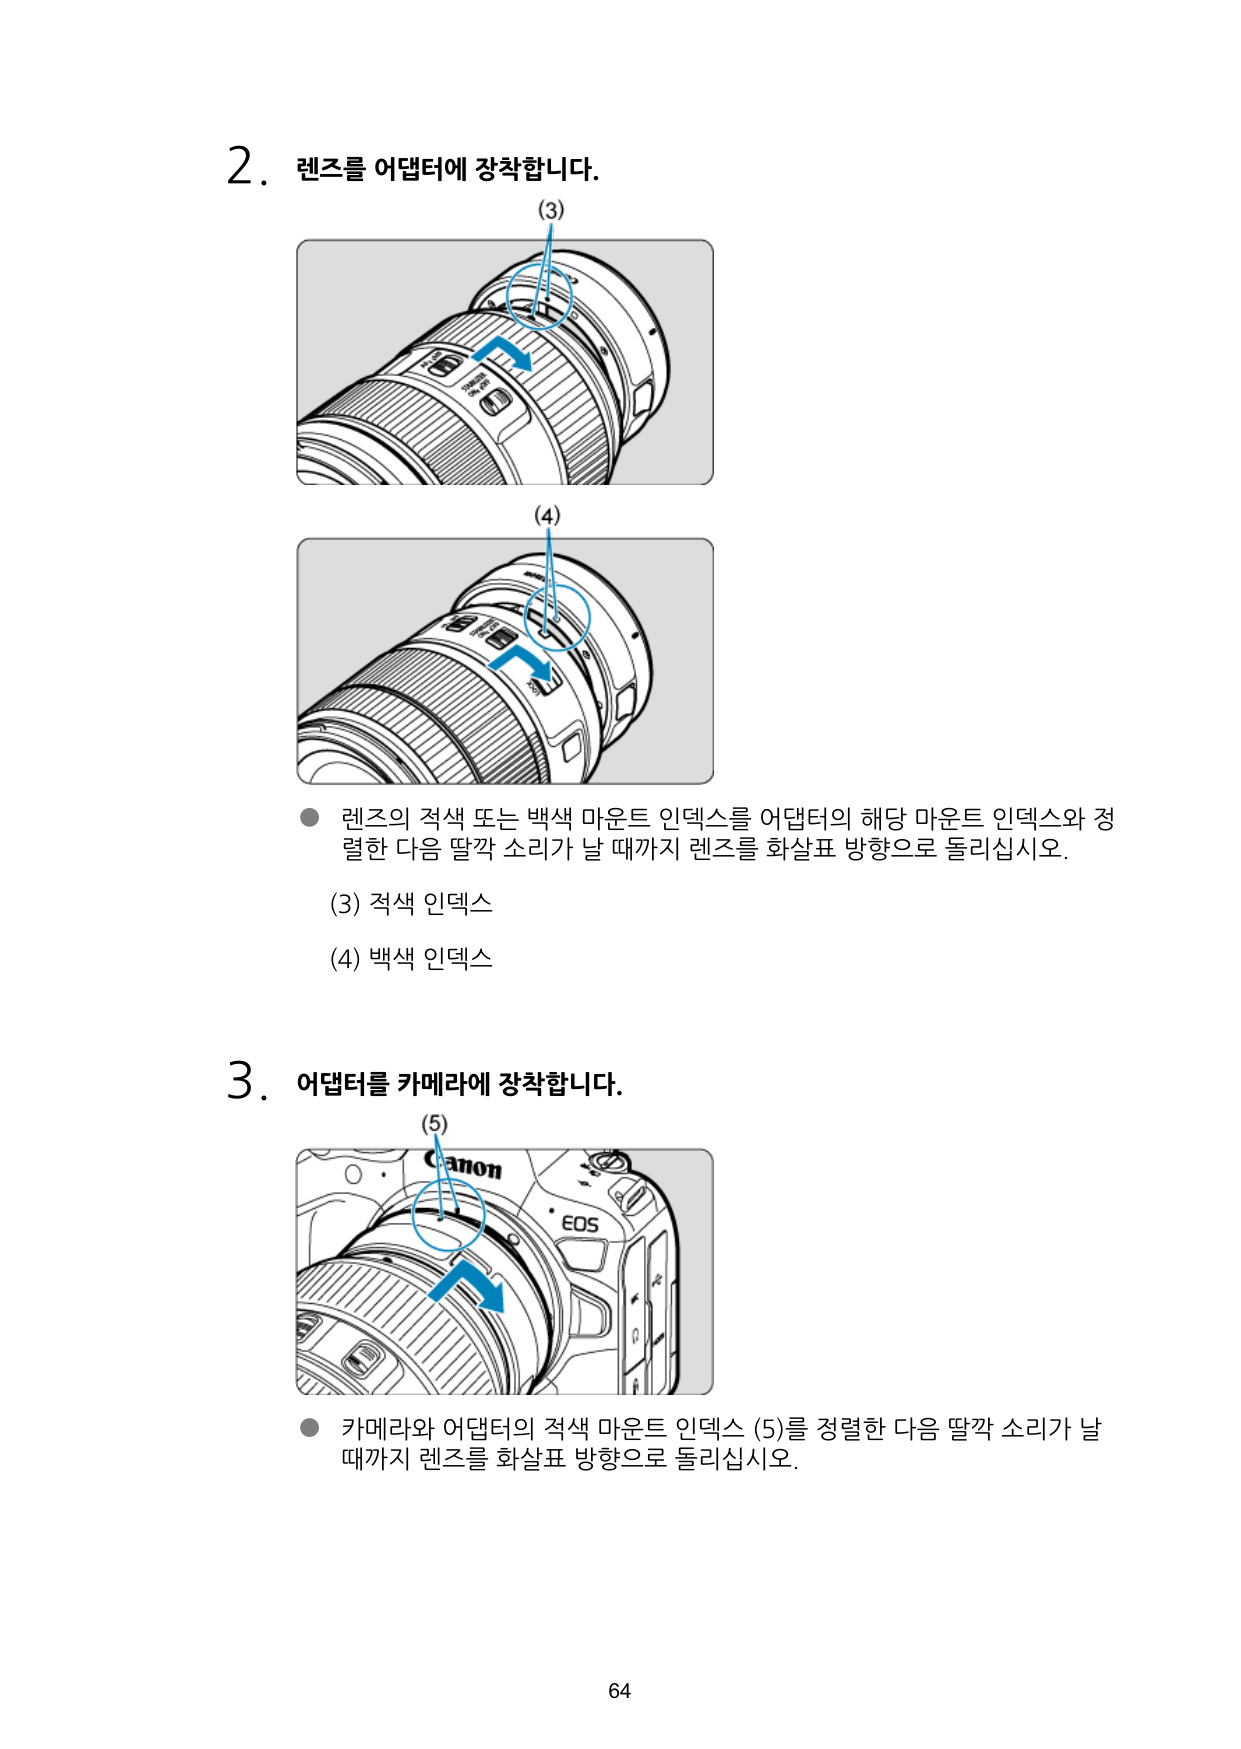 2. 렌즈를 어댑터에 장착합니다.
(3)
STABILIZER
(4)
STABILIZER
LOCK
● 렌즈의 적색 또는 백색 마운트 인덱스를 어댑터의 해당 마운트 인덱스와 정
렬한 다음 딸깍 소리가 날 때까지 렌즈를 화살표 방향으로 돌리십시오.
(3) 적색 인덱스
(4) 백색 인덱스
3. 어댑터를 카메라에 장착합니다.
(5)
Canon
EOS
● 카메라와 어댑터의 적색 마운트 인덱스 (5)를 정렬한 다음 딸깍 소리가 날
때까지 렌즈를 화살표 방향으로 돌리십시오.
64